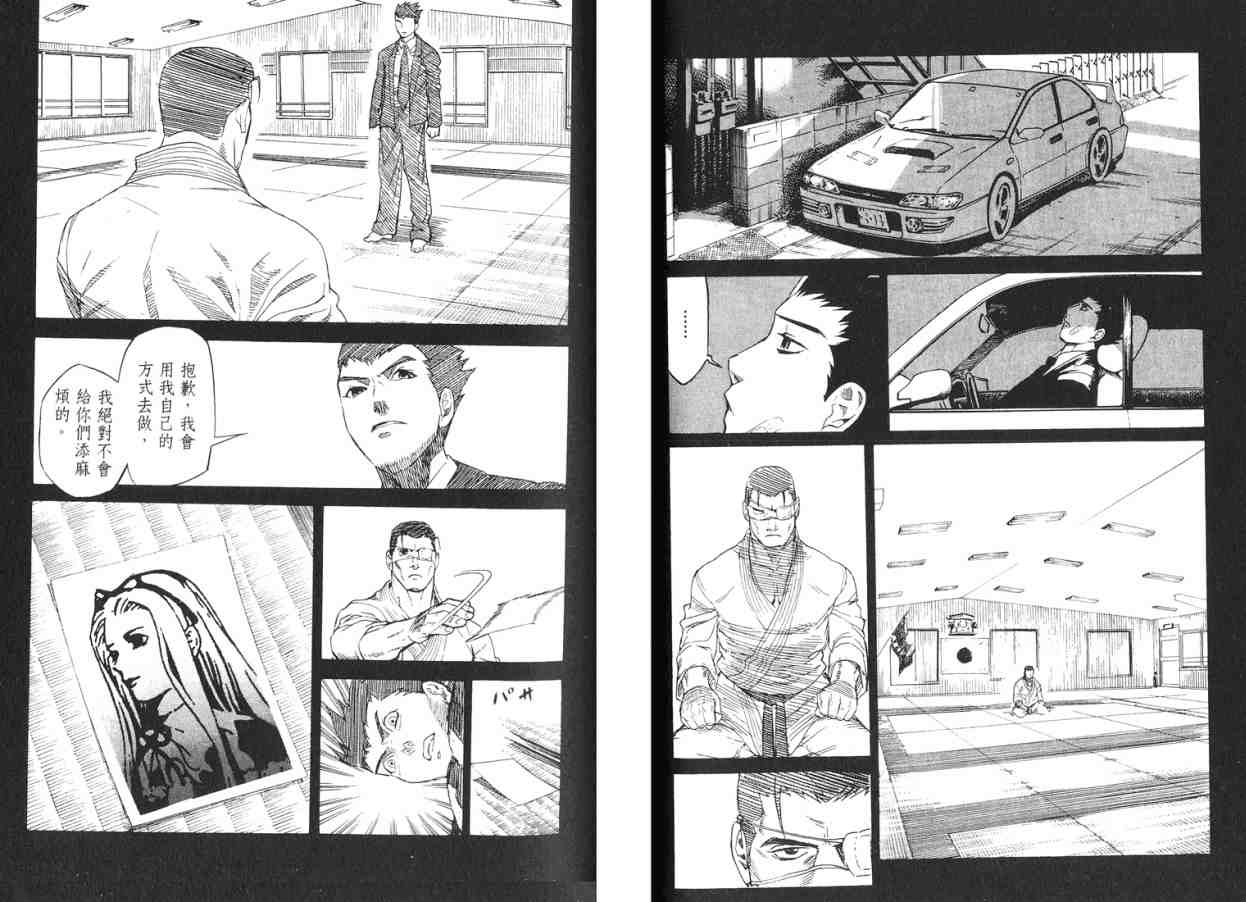 ……
抱歉，我會
用我自己的
方式去做，
我絕對不會
給你們添麻
煩的。
パサ